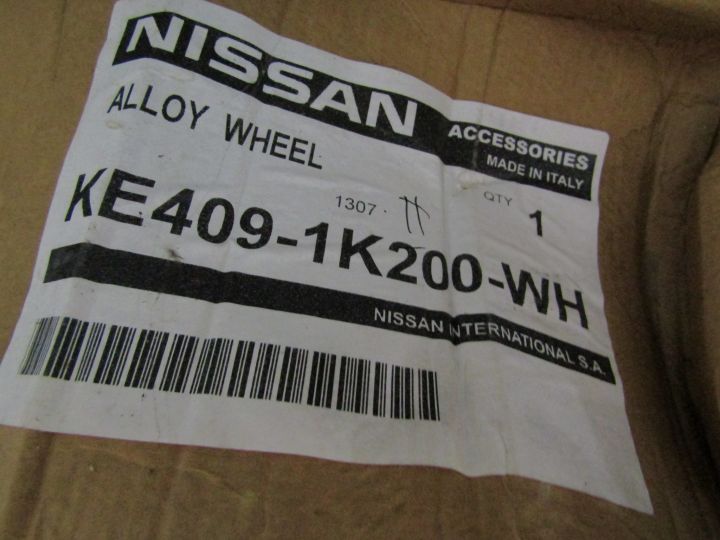 NISSAN
ACCESSORIES
MADE IN ITALY
ALLOY WHEEL
1307
QTY 1
KE409-1K200-WH
NISSAN INTERNATIONAL S.A.